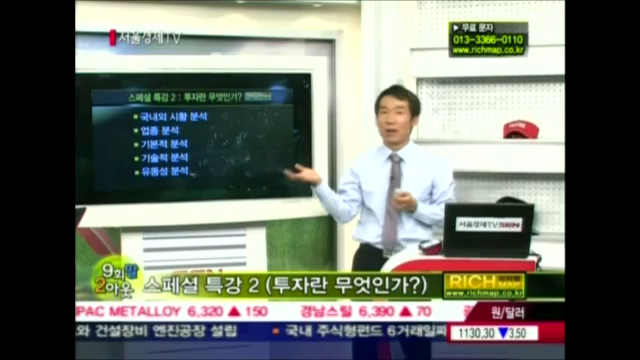 서울경제TV
▶ 무료 문자
013-3366-0110
www.richmap.co.kr
스페셜 특강 2 : 투자란 무엇인가?
국내외 시황 분석
업종 분석
기본적 분석
기술적 분석
유동성 분석
서울경제TV SEN
9회말
2아웃
스페셜 특강 2 (투자란 무엇인가?)
RICH
MAP
www.richmap.co.kr
PAC METALLOY 6,320 ▲ 150 경남스틸 6,390 ▲ 70
원/달러
와 건설장비 엔진공장 설립 국내 주식형펀드 6거래일째
1130,30 ▼3.50